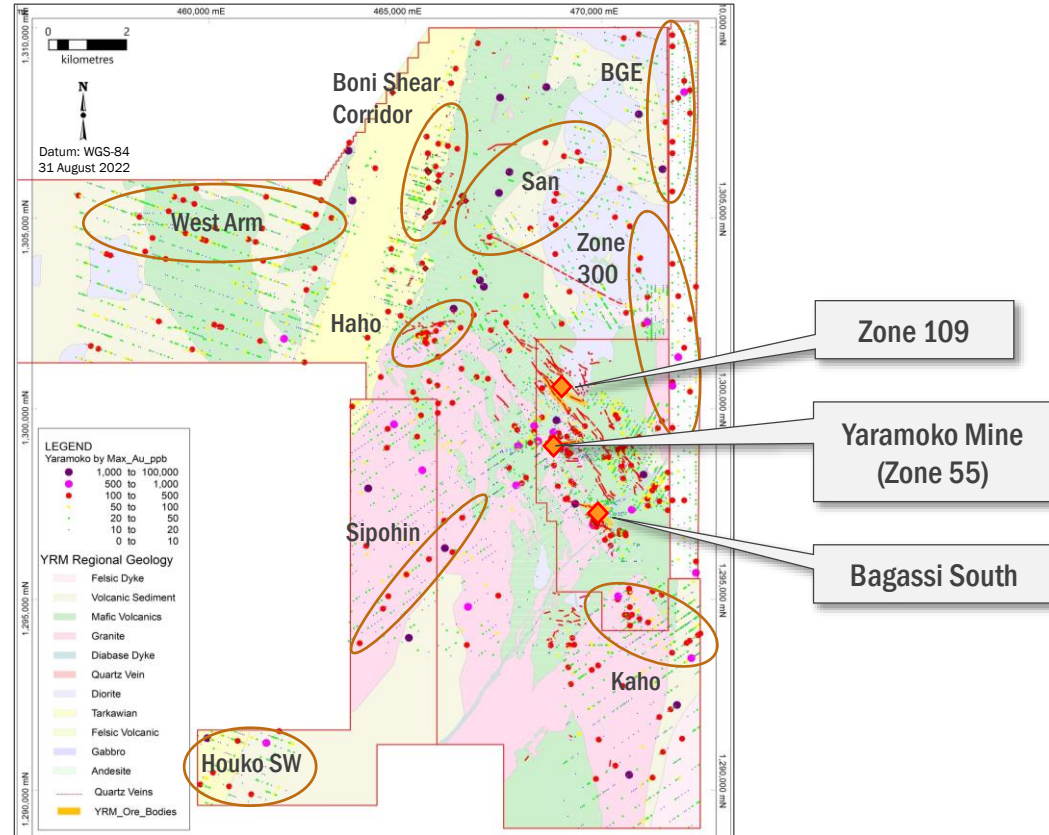 460,000 mE
465,000 mE
470,000 mE
1,310,000 mN
0,000 mN
0
2
kilometres
N
Datum: WGS-84
31 August 2022
Boni Shear
Corridor
BGE
San
West Arm
1,305,000 mN
1,305,000 mN
Zone
300
Haho
Zone 109
1,300,000 mN
1,300,000 mN
Yaramoko Mine
(Zone 55)
LEGEND
Yaramoko by Max_Au_ppb
1,000 to 100,000
500 to 1,000
100 to 500
50 to 100
20 to 50
10 to 20
0 to 10
Sipohin
Bagassi South
YRM Regional Geology
Felsic Dyke
Volcanic Sediment
Mafic Volcanics
Granite
Diabase Dyke
Quartz Vein
Diorite
Tarkawian
Felsic Volcanic
Gabbro
Andesite
Quartz Veins
YRM_Ore_Bodies
1,295,000 mN
1,295,000 mN
Kaho
Houko SW
1,290,000 mN
1,290,000 mN